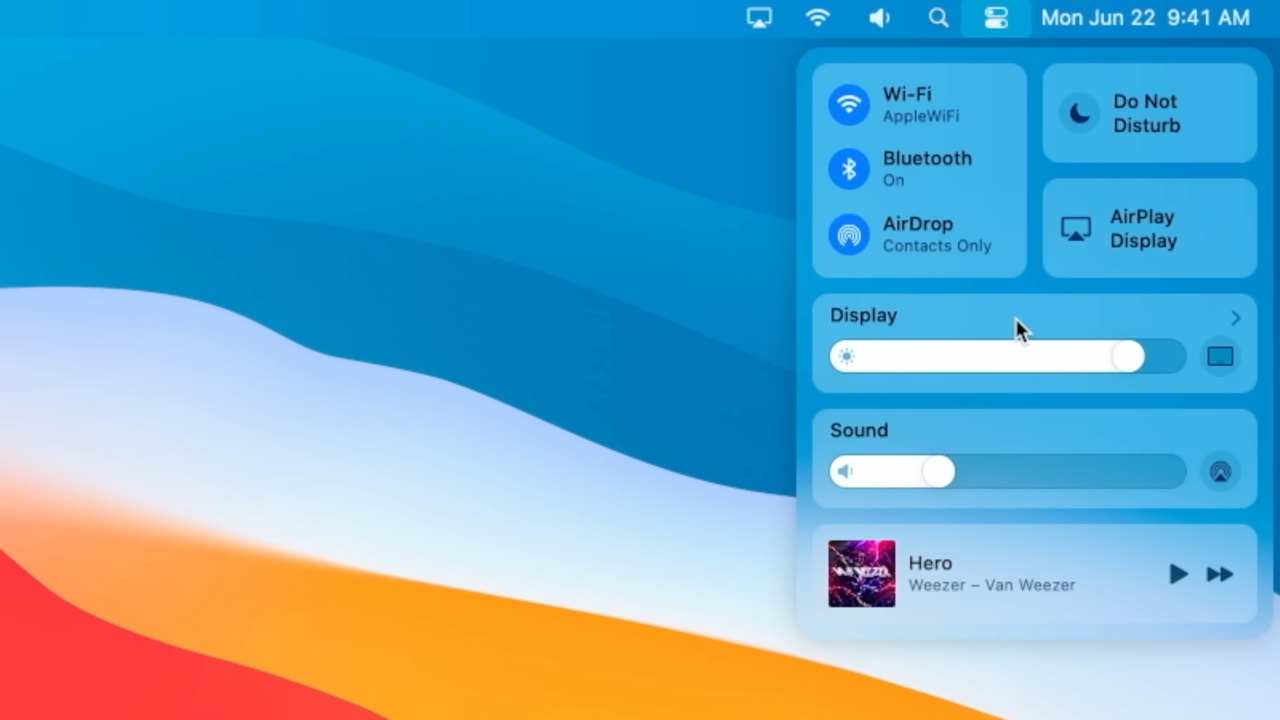 Mon Jun 22 9:41 AM
Wi-Fi
AppleWiFi
Bluetooth
On
AirDrop
Contacts Only
Do Not
Disturb
AirPlay
Display
Display
Sound
Hero
Weezer – Van Weezer